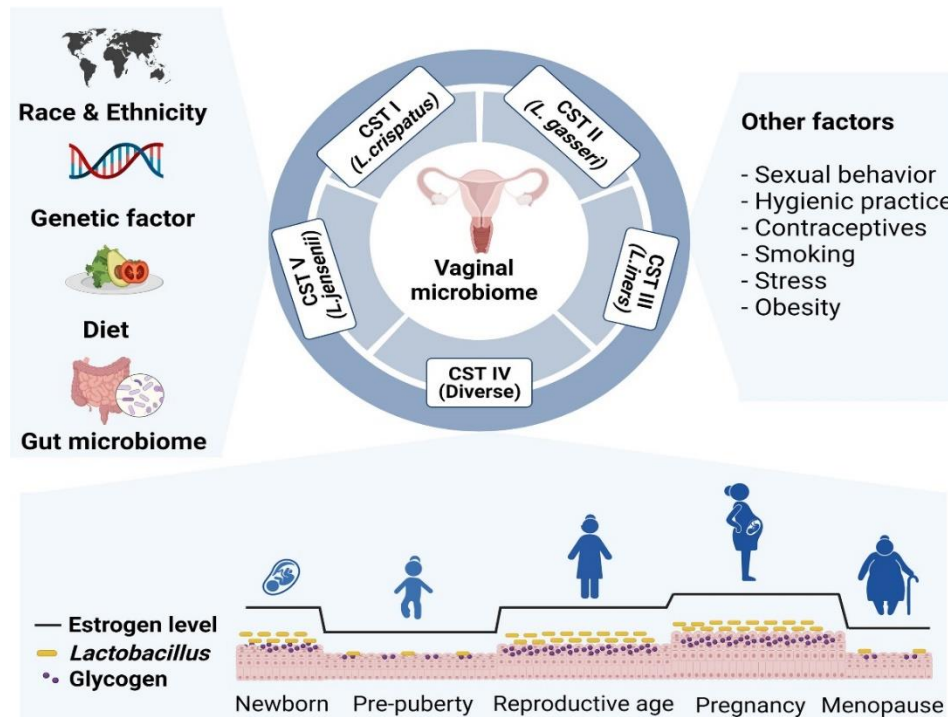 Race & Ethnicity
Genetic factor
Diet
Gut microbiome
CST I
(L.crispatus)
CST II
(L. gasseri)
CST III
(L.iners)
CST IV
(Diverse)
CST V
(L.jensenii)
Vaginal
microbiome
Other factors
- Sexual behavior
- Hygienic practice
- Contraceptives
- Smoking
- Stress
- Obesity
Estrogen level
Lactobacillus
Glycogen
Newborn
Pre-puberty
Reproductive age
Pregnancy
Menopause